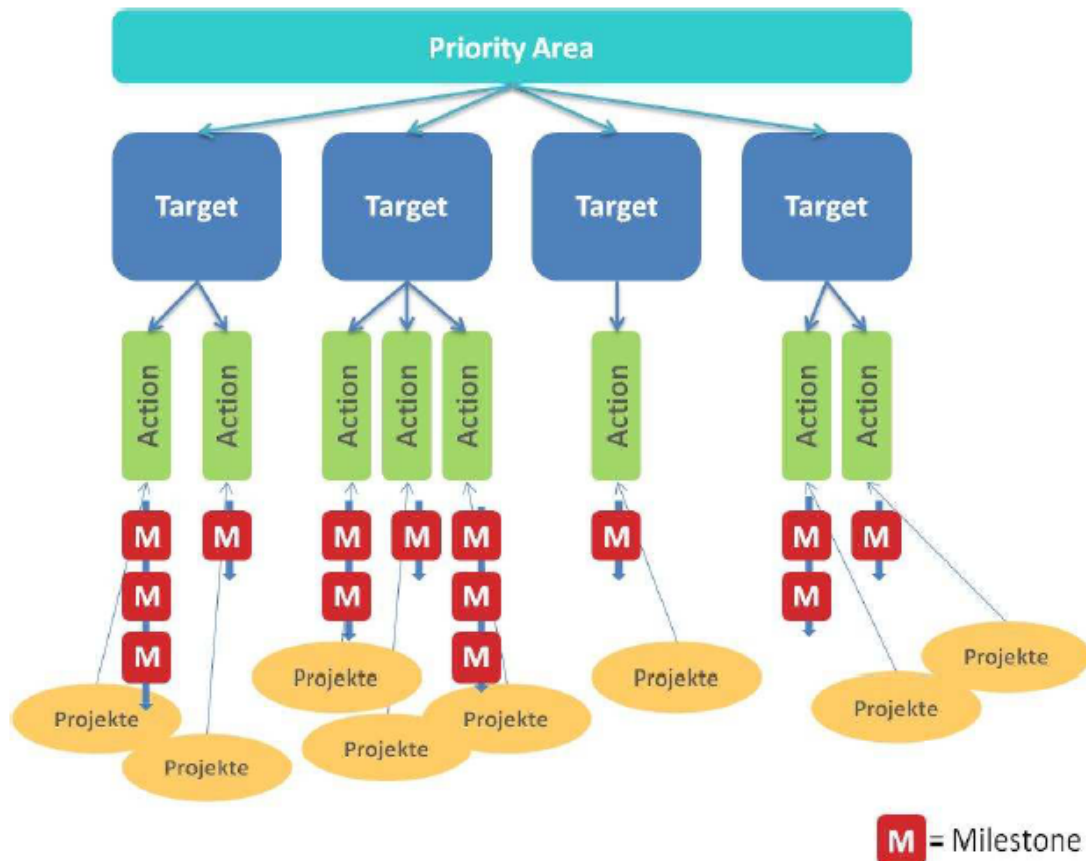 Priority Area
Target Target Target Target
Action Action Action Action Action Action Action Action
M M M M M M M M
M M M M
M M
Projekte Projekte Projekte
Projekte Projekte Projekte
Projekte Projekte
M = Milestone